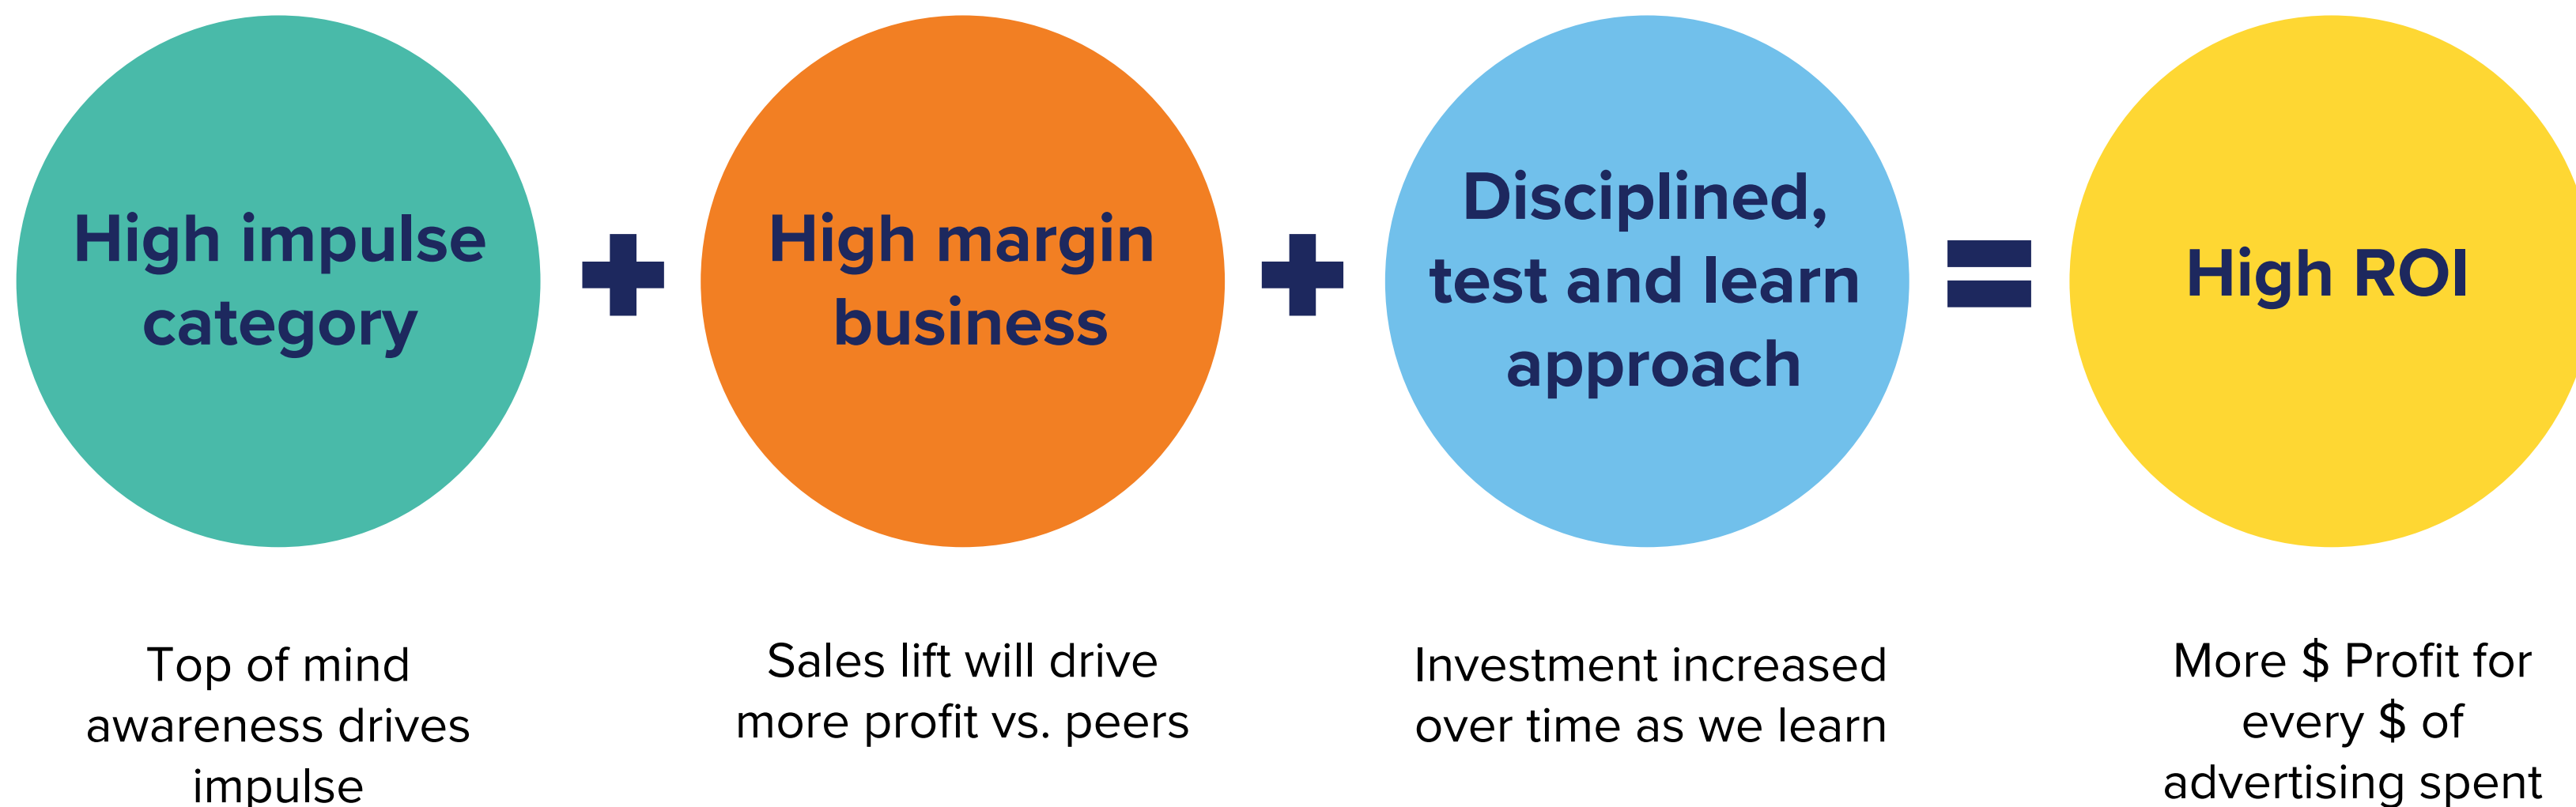 High impulse
category
High margin
business
Disciplined,
test and learn
approach
High ROI
Top of mind
awareness drives
impulse
Sales lift will drive
more profit vs. peers
Investment increased
over time as we learn
More $ Profit for
every $ of
advertising spent